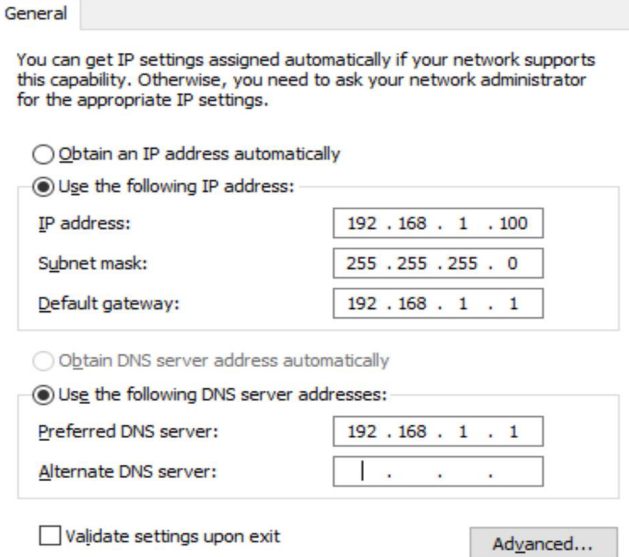 General
You can get IP settings assigned automatically if your network supports
this capability. Otherwise, you need to ask your network administrator
for the appropriate IP settings.
Obtain an IP address automatically
Use the following IP address:
IP address: 192 . 168 . 1 . 100
Subnet mask: 255 . 255 . 255 . 0
Default gateway: 192 . 168 . 1 . 1
Obtain DNS server address automatically
Use the following DNS server addresses:
Preferred DNS server: 192 . 168 . 1 . 1
Alternate DNS server: . . .
Validate settings upon exit
Advanced...